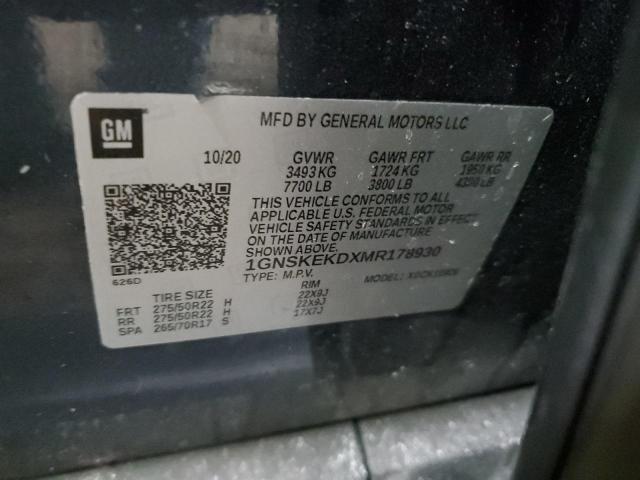 GM
MFD BY GENERAL MOTORS LLC
10/20 GVWR GAWR FRT GAWR RR
3493 KG 1724 KG 1950 KG
7700 LB 3800 LB 4300 LB
THIS VEHICLE CONFORMS TO ALL
APPLICABLE U.S. FEDERAL MOTOR
VEHICLE SAFETY STANDARDS IN EFFECT
ON THE DATE OF MANUFACTURE
SHOWN ABOVE.
1GNSKEKDXMR178930
626D
TYPE: M.P.V. MODEL:
TIRE SIZE RIM
FRT 275/50R22 H 22X9J
RR 275/50R22 H 22X9J
SPA 265/70R17 S 17X7J